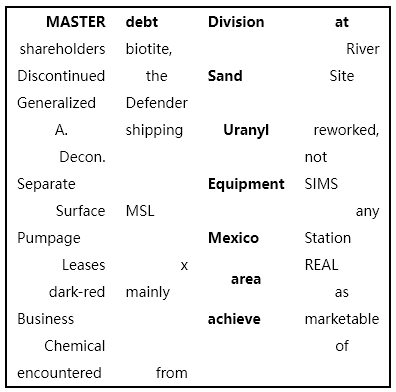 MASTER debt Division at
shareholders biotite, River
Discontinued the Sand Site
Generalized Defender
A. shipping Uranyl reworked,
Decon. not
Separate Equipment SIMS
Surface MSL any
Pumpage Mexico Station
Leases x area REAL
dark-red mainly as
Business achieve marketable
Chemical of
encountered from